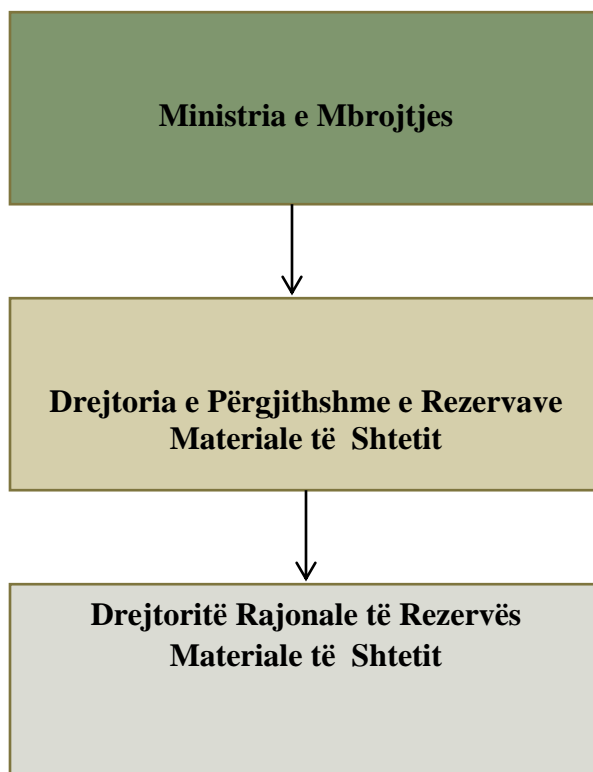 Ministria e Mbrojtjes
Drejtoria e Përgjithshme e Rezervave
Materiale të Shtetit
Drejtoritë Rajonale të Rezervës
Materiale të Shtetit